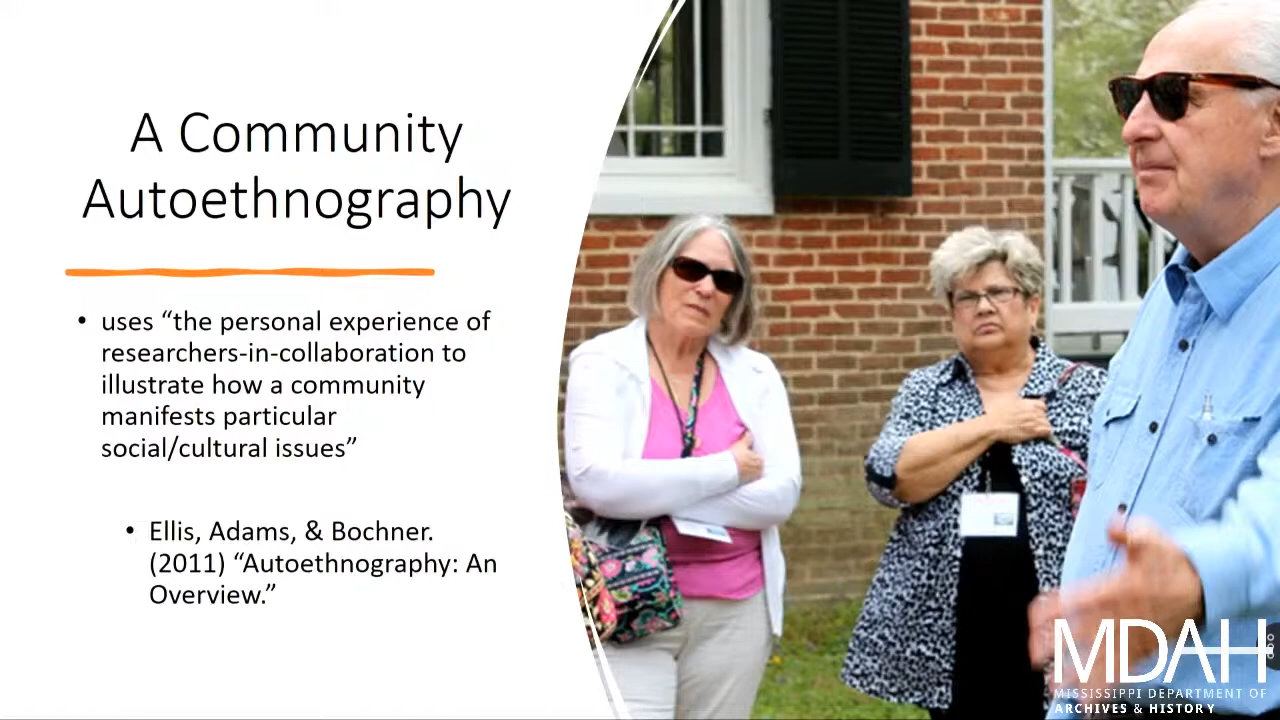 A Community
Autoethnography
• uses “the personal experience of
researchers-in-collaboration to
illustrate how a community
manifests particular
social/cultural issues”
• Ellis, Adams, & Bochner.
(2011) “Autoethnography: An
Overview.”
MDAH
MISSISSIPPI DEPARTMENT OF
ARCHIVES & HISTORY